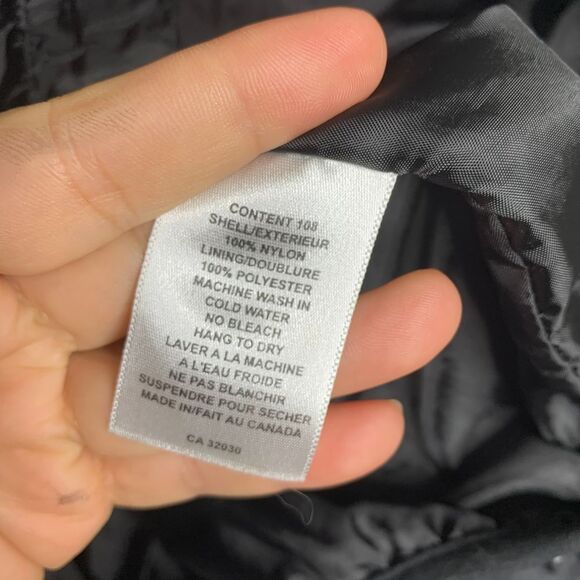 CONTENT 108
SHELL/EXTERIEUR
100% NYLON
LINING/DOUBLURE
100% POLYESTER
MACHINE WASH IN
COLD WATER
NO BLEACH
HANG TO DRY
LAVER A LA MACHINE
A L'EAU FROIDE
NE PAS BLANCHIR
SUSPENDRE POUR SECHER
MADE IN/FAIT AU CANADA
CA 32030